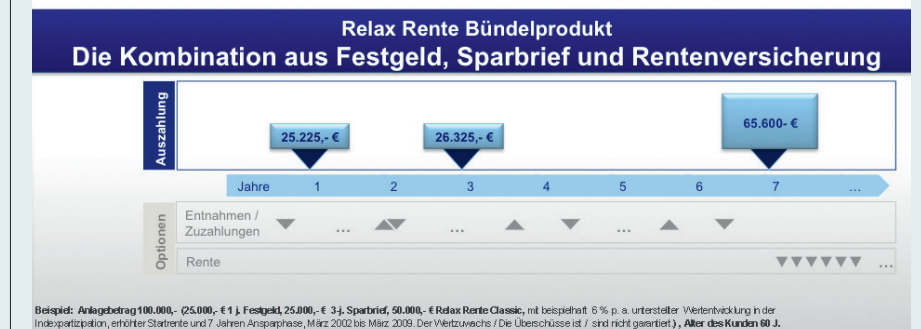 Relax Rente Bündelprodukt
Die Kombination aus Festgeld, Sparbrief und Rentenversicherung
Auszahlung
25.225,- €
26.325,- €
65.600- €
Jahre 1 2 3 4 5 6 7 ...
Optionen
Entnahmen /
Zuzahlungen
... ... ...
Rente ...
Beispiel: Anlagebetrag 100.000,- (25.000,- € 1 j. Festgeld, 25.000,- € 3-j. Sparbrief, 50.000,- € Relax Rente Classic, mit beispielhaft 6 % p. a. unterstellter Wertentwicklung in der
Indexpartizipation, erhöhter Startrente und 7 Jahren Ansparphase, März 2002 bis März 2009. Der Wertzuwachs / Die Überschüsse ist / sind nicht garantiert) , Alter des Kunden 60 J.